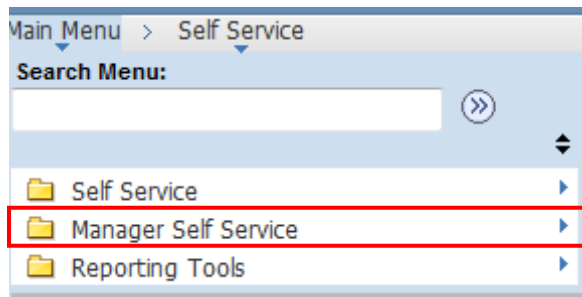 Main Menu > Self Service
Search Menu:
Self Service
Manager Self Service
Reporting Tools